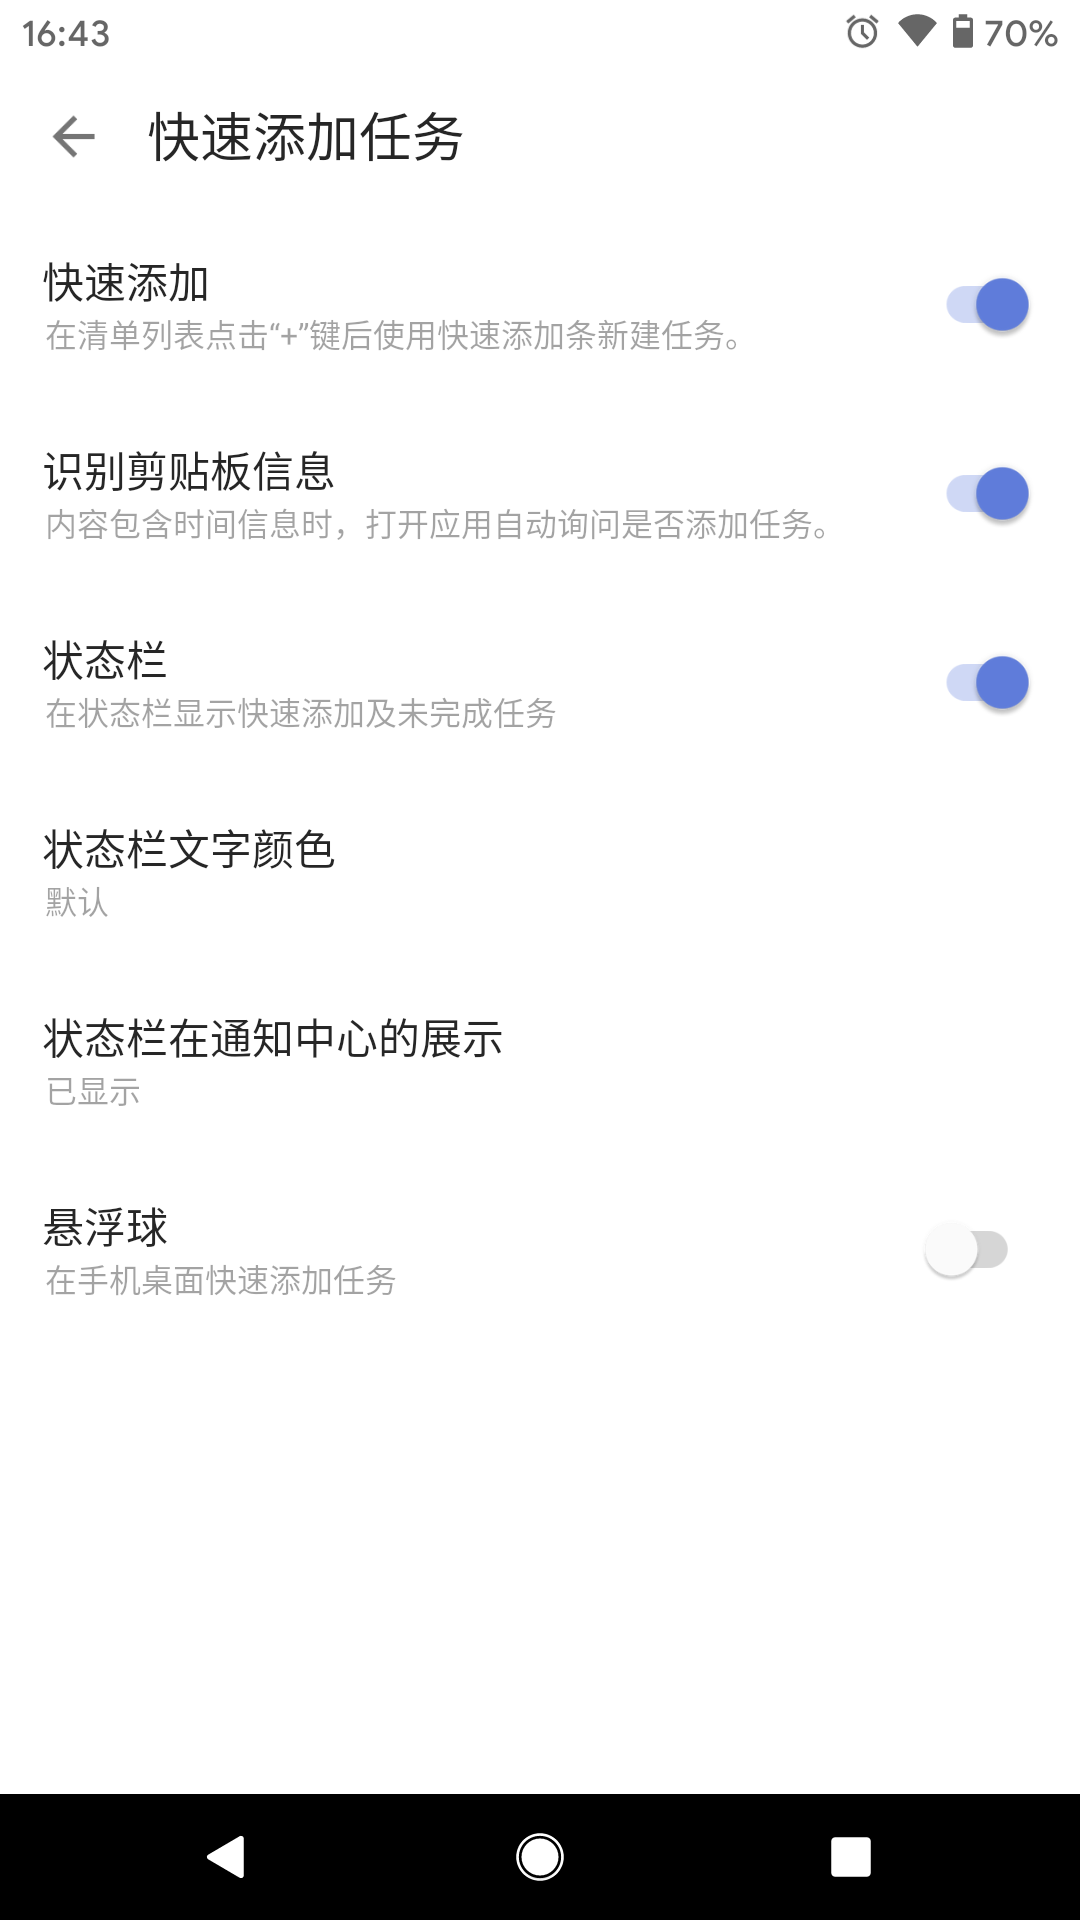 16:43
70%
快速添加任务
快速添加
在清单列表点击“+”键后使用快速添加条新建任务。
识别剪贴板信息
内容包含时间信息时，打开应用自动询问是否添加任务。
状态栏
在状态栏显示快速添加及未完成任务
状态栏文字颜色
默认
状态栏在通知中心的展示
已显示
悬浮球
在手机桌面快速添加任务